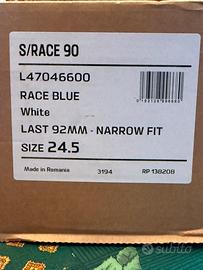 S/RACE 90
L47046600
RACE BLUE
White
LAST 92MM - NARROW FIT
SIZE 24.5
Made in Romania 3194 RP 138208
subito